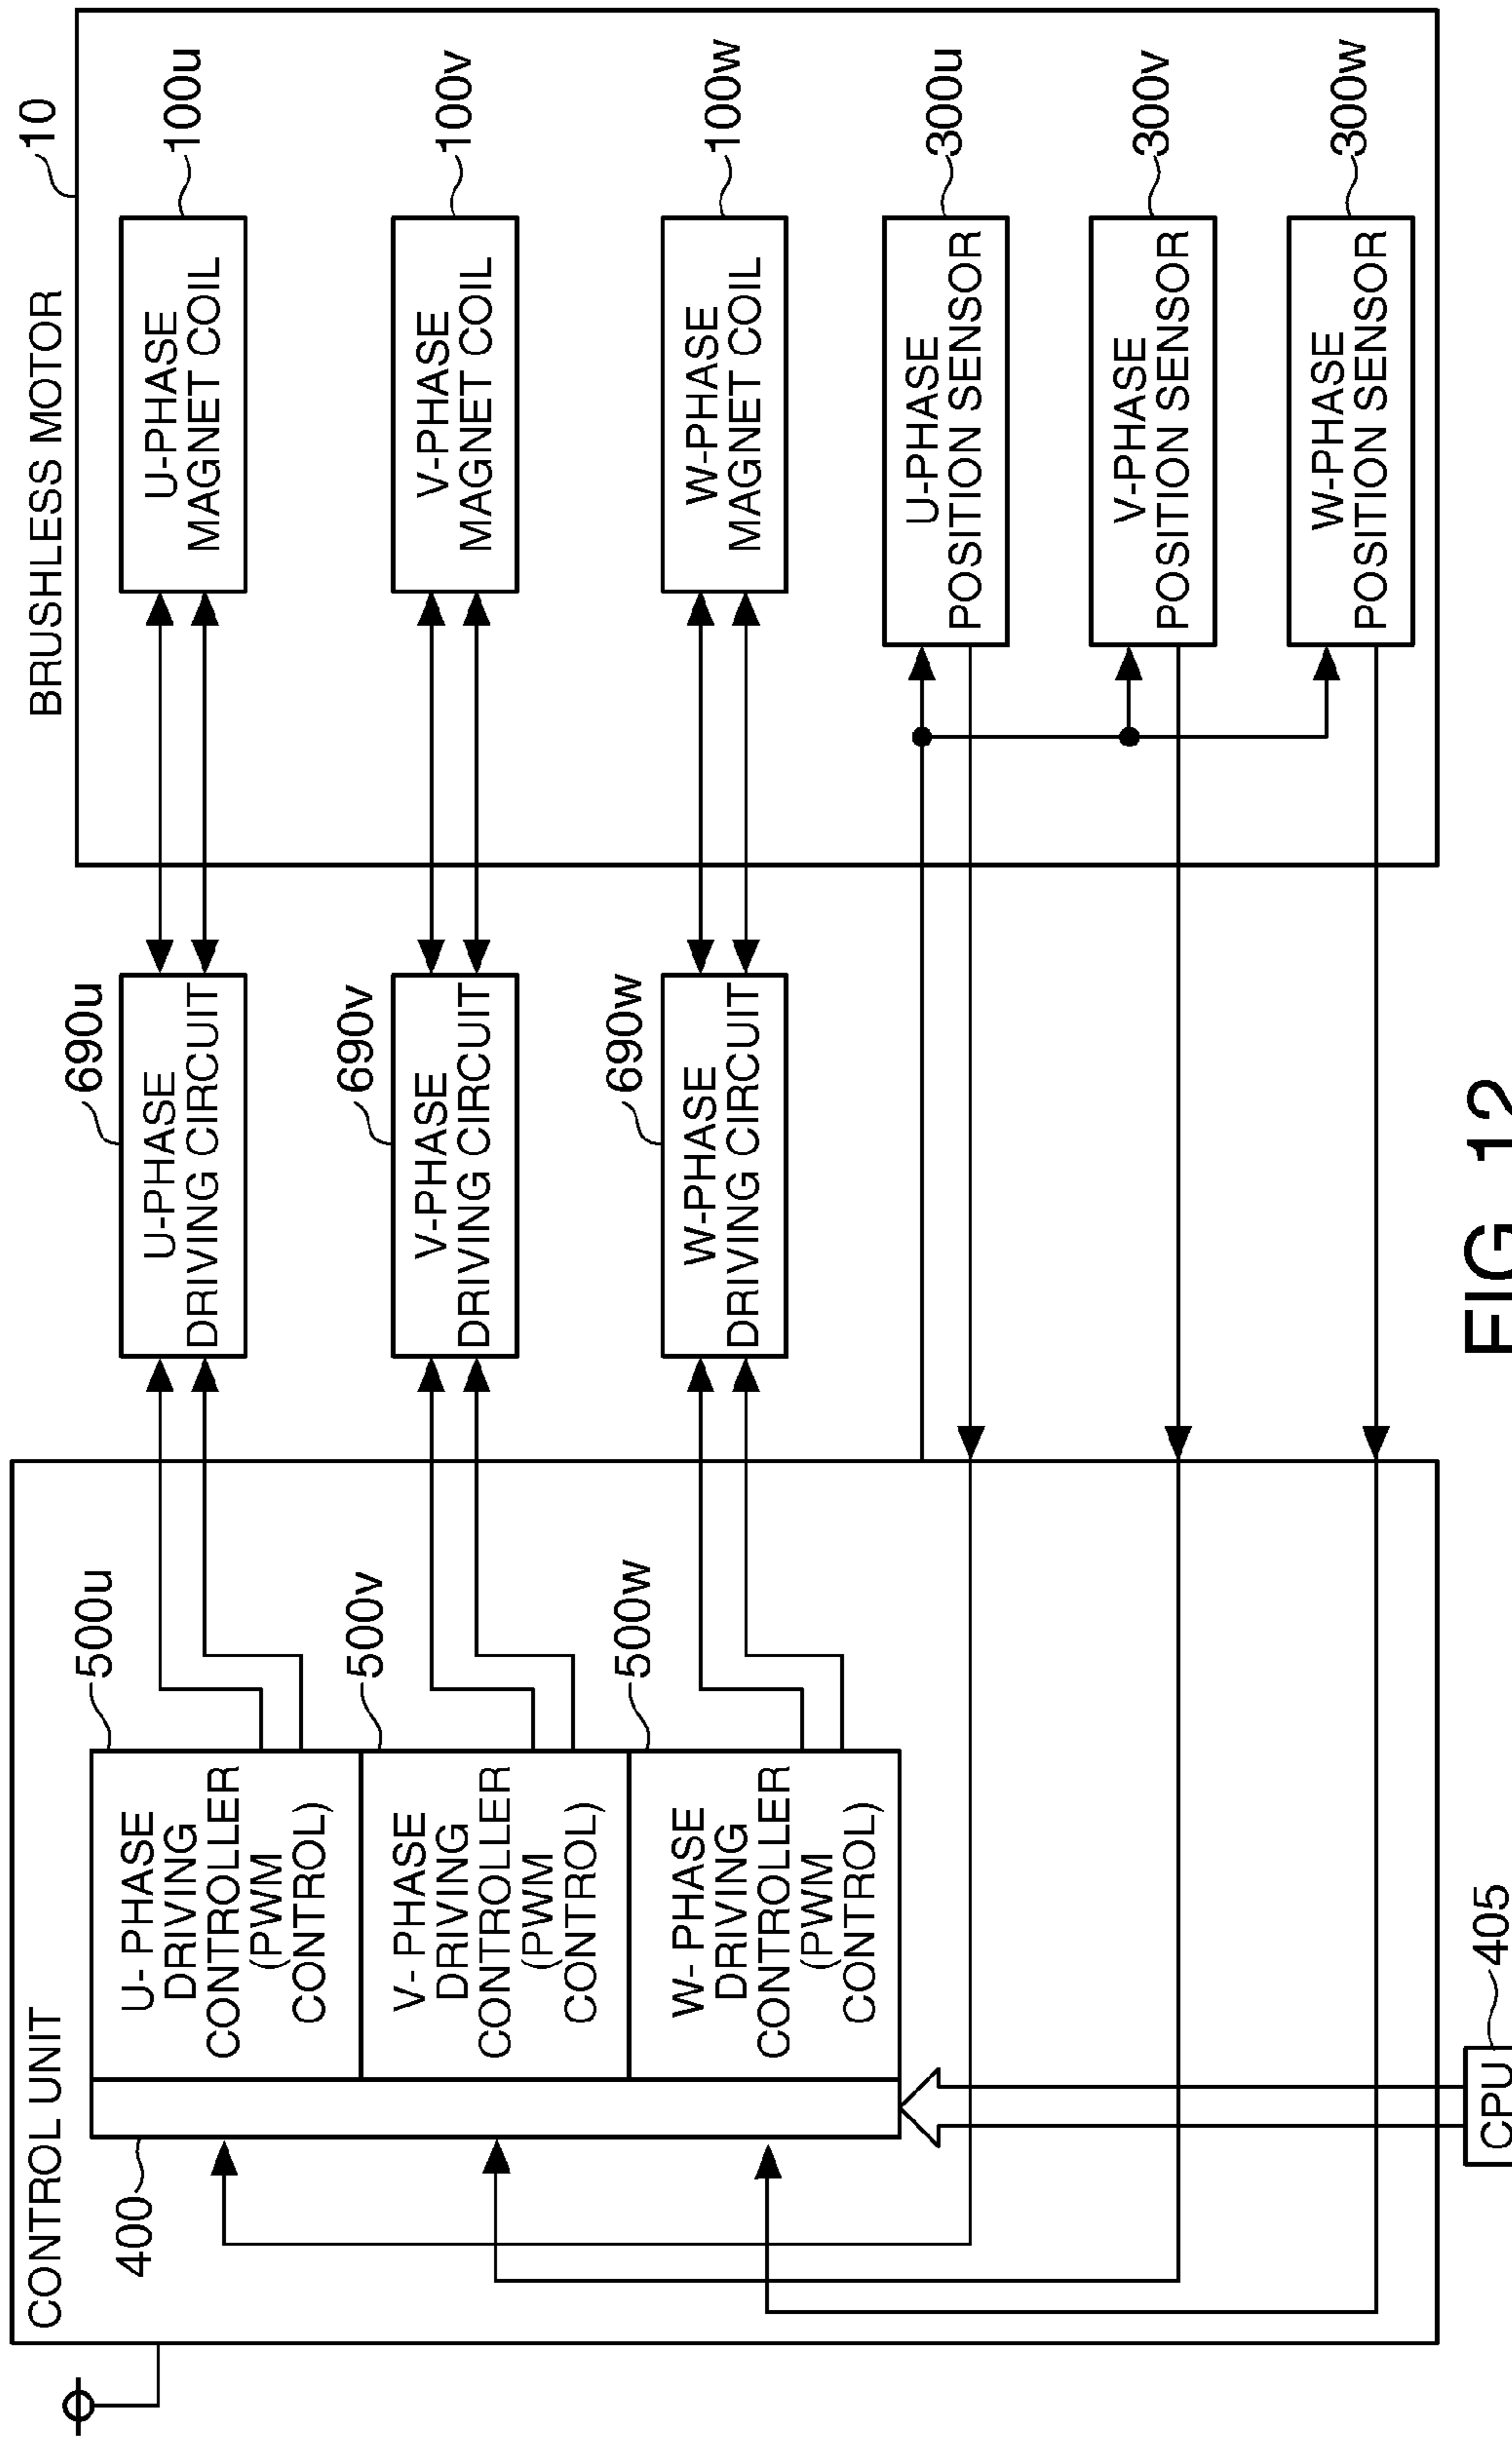 CONTROL UNIT
400
U- PHASE
DRIVING
CONTROLLER
(PWM
CONTROL)
500u
V- PHASE
DRIVING
CONTROLLER
(PWM
CONTROL)
500v
W- PHASE
DRIVING
CONTROLLER
(PWM
CONTROL)
500w
CPU
405
690u
U-PHASE
DRIVING CIRCUIT
690v
V-PHASE
DRIVING CIRCUIT
690w
W-PHASE
DRIVING CIRCUIT
BRUSHLESS MOTOR
10
U-PHASE
MAGNET COIL
100u
V-PHASE
MAGNET COIL
100v
W-PHASE
MAGNET COIL
100w
U-PHASE
POSITION SENSOR
300u
V-PHASE
POSITION SENSOR
300v
W-PHASE
POSITION SENSOR
300w
FIG. 12